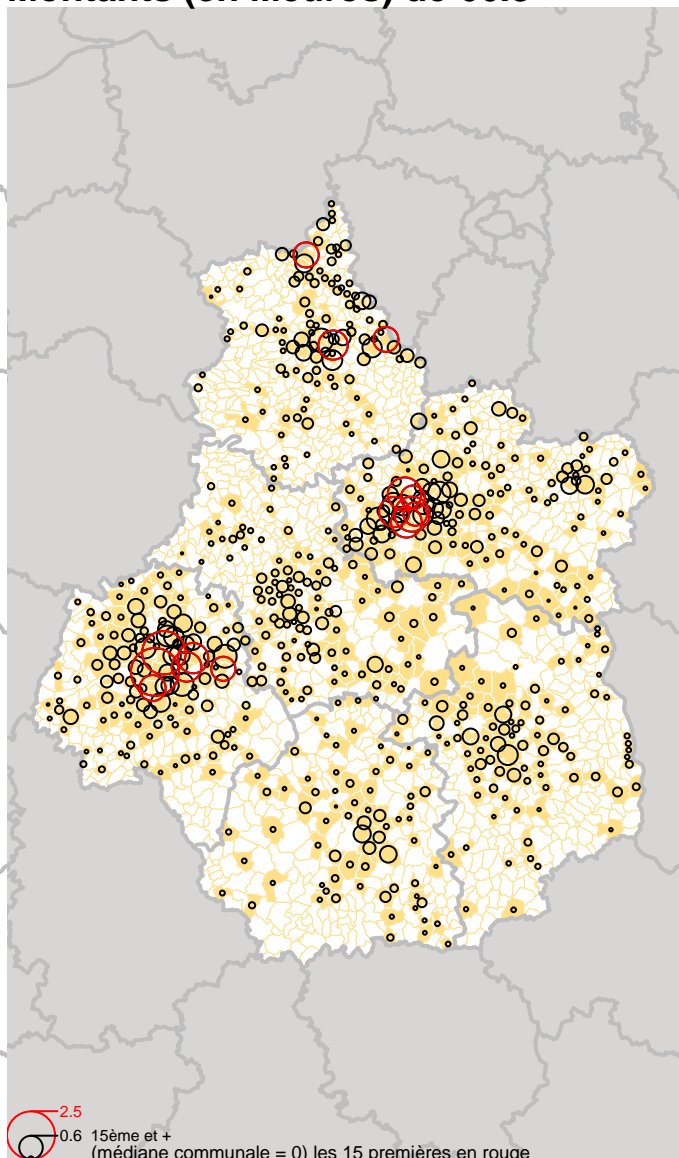 2.5
0.6 15ème et +
(médiane communale = 0) les 15 premières en rouge